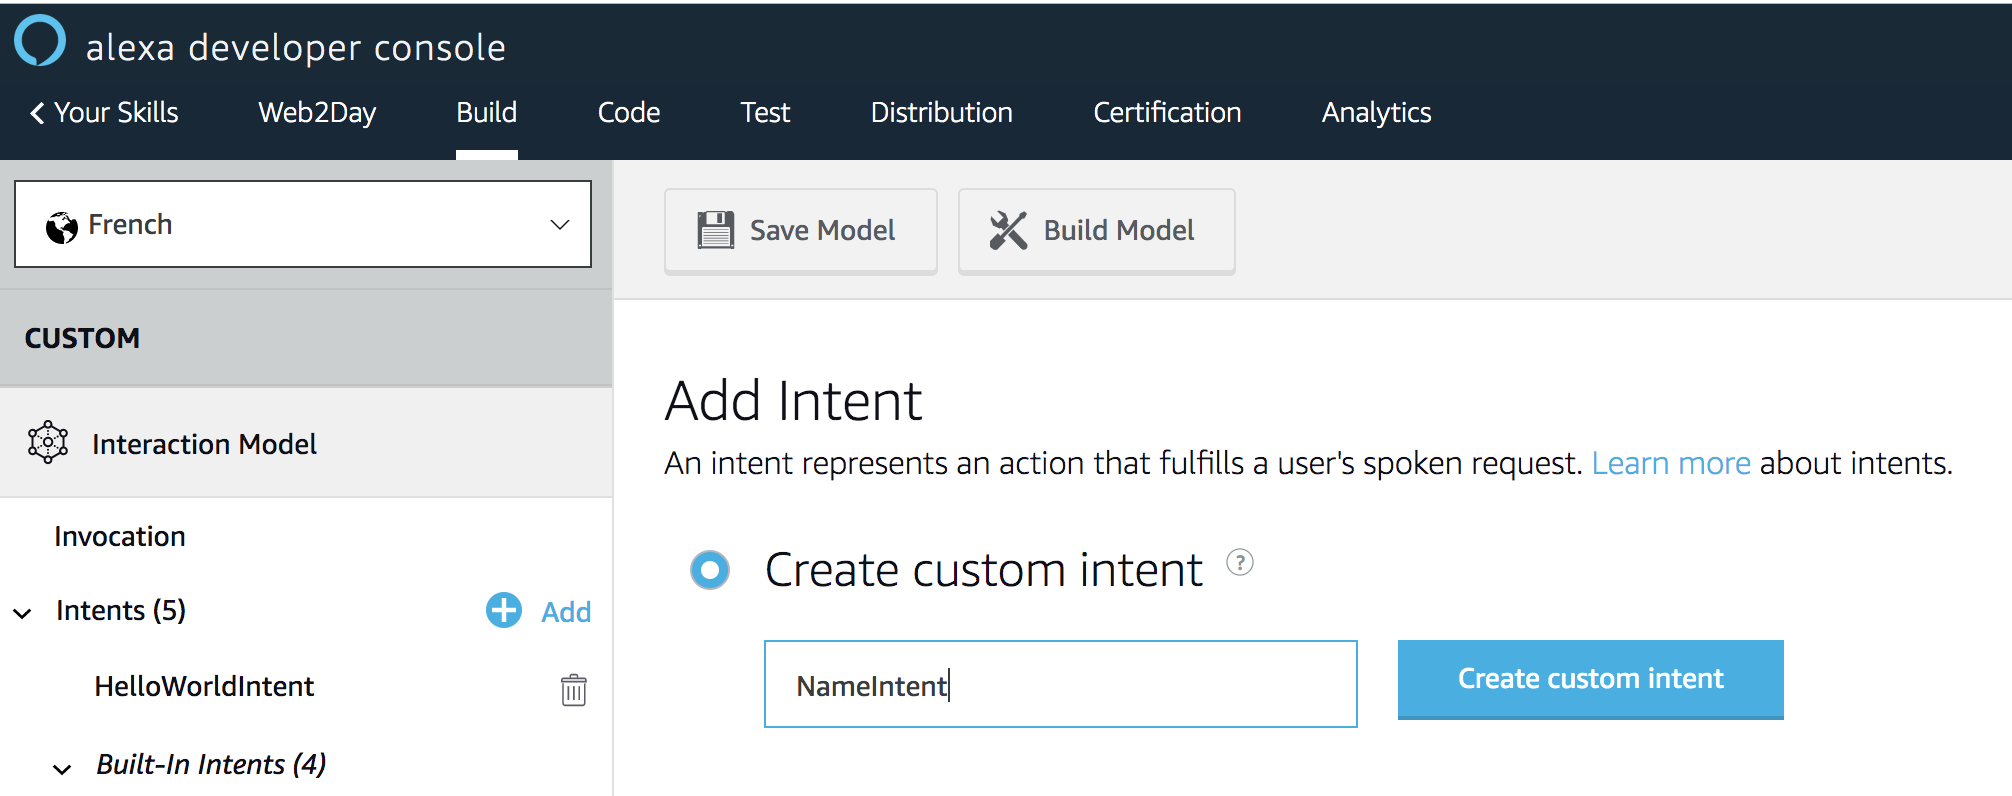 alexa developer console
Your Skills Web2Day Build Code Test Distribution Certification Analytics
French
Save Model Build Model
CUSTOM
Interaction Model
Invocation
Intents (5) Add
HelloWorldIntent
Built-In Intents (4)
Add Intent
An intent represents an action that fulfills a user's spoken request. Learn more about intents.
Create custom intent ?
NameIntent
Create custom intent